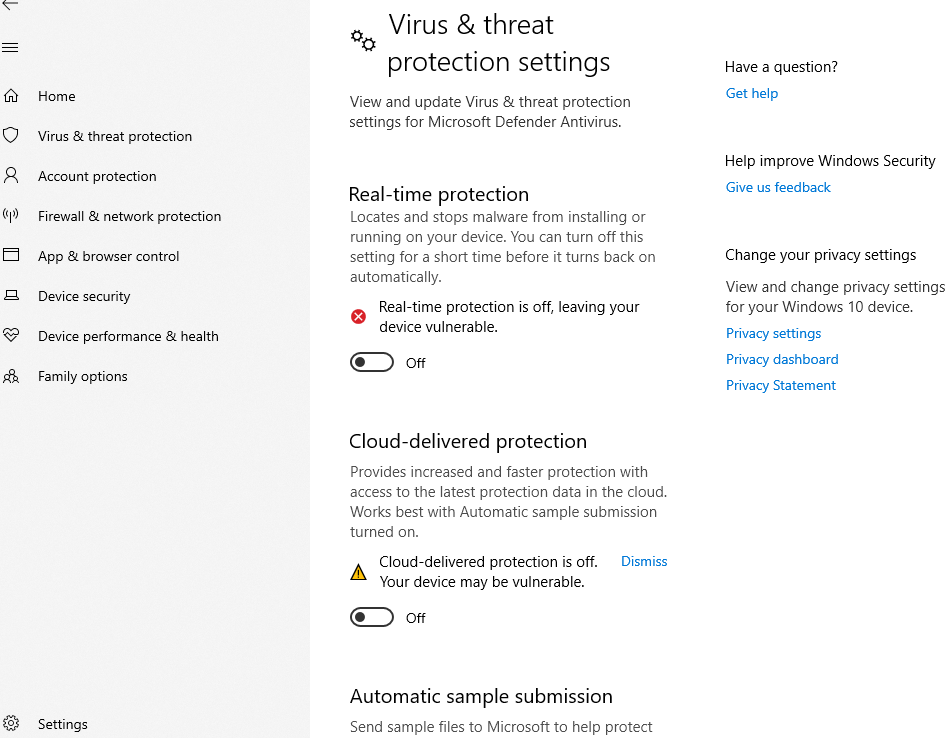 Home
Virus & threat protection
Account protection
Firewall & network protection
App & browser control
Device security
Device performance & health
Family options
Settings
Virus & threat
protection settings
View and update Virus & threat protection
settings for Microsoft Defender Antivirus.
Real-time protection
Locates and stops malware from installing or
running on your device. You can turn off this
setting for a short time before it turns back on
automatically.
Real-time protection is off, leaving your
device vulnerable.
Off
Cloud-delivered protection
Provides increased and faster protection with
access to the latest protection data in the cloud.
Works best with Automatic sample submission
turned on.
Cloud-delivered protection is off. Dismiss
Your device may be vulnerable.
Off
Automatic sample submission
Send sample files to Microsoft to help protect
Have a question?
Get help
Help improve Windows Security
Give us feedback
Change your privacy settings
View and change privacy settings
for your Windows 10 device.
Privacy settings
Privacy dashboard
Privacy Statement